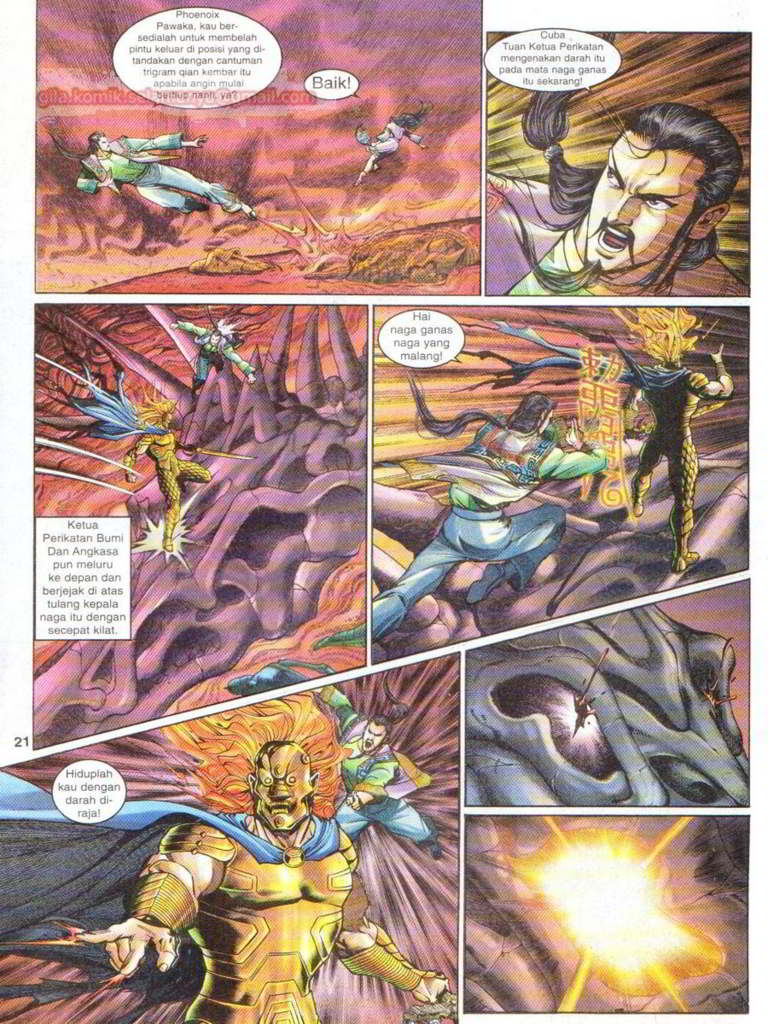 Phoenoix
Pawaka, kau ber-
sedialah untuk membelah
pintu keluar di posisi yang di-
tandakan dengan cantuman
trigram qian kembar itu
apabila angin mulai
bertiup nanti, ya?
Baik!
Cuba
Tuan Ketua Perikatan
mengenakan darah itu
pada mata naga ganas
itu sekarang!
Ketua
Perikatan Bumi
Dan Angkasa
pun meluru
ke depan dan
berjejak di atas
tulang kepala
naga itu dengan
secepat kilat.
Hai
naga ganas
naga yang
malang!
21
Hiduplah
kau dengan
darah di-
raja!